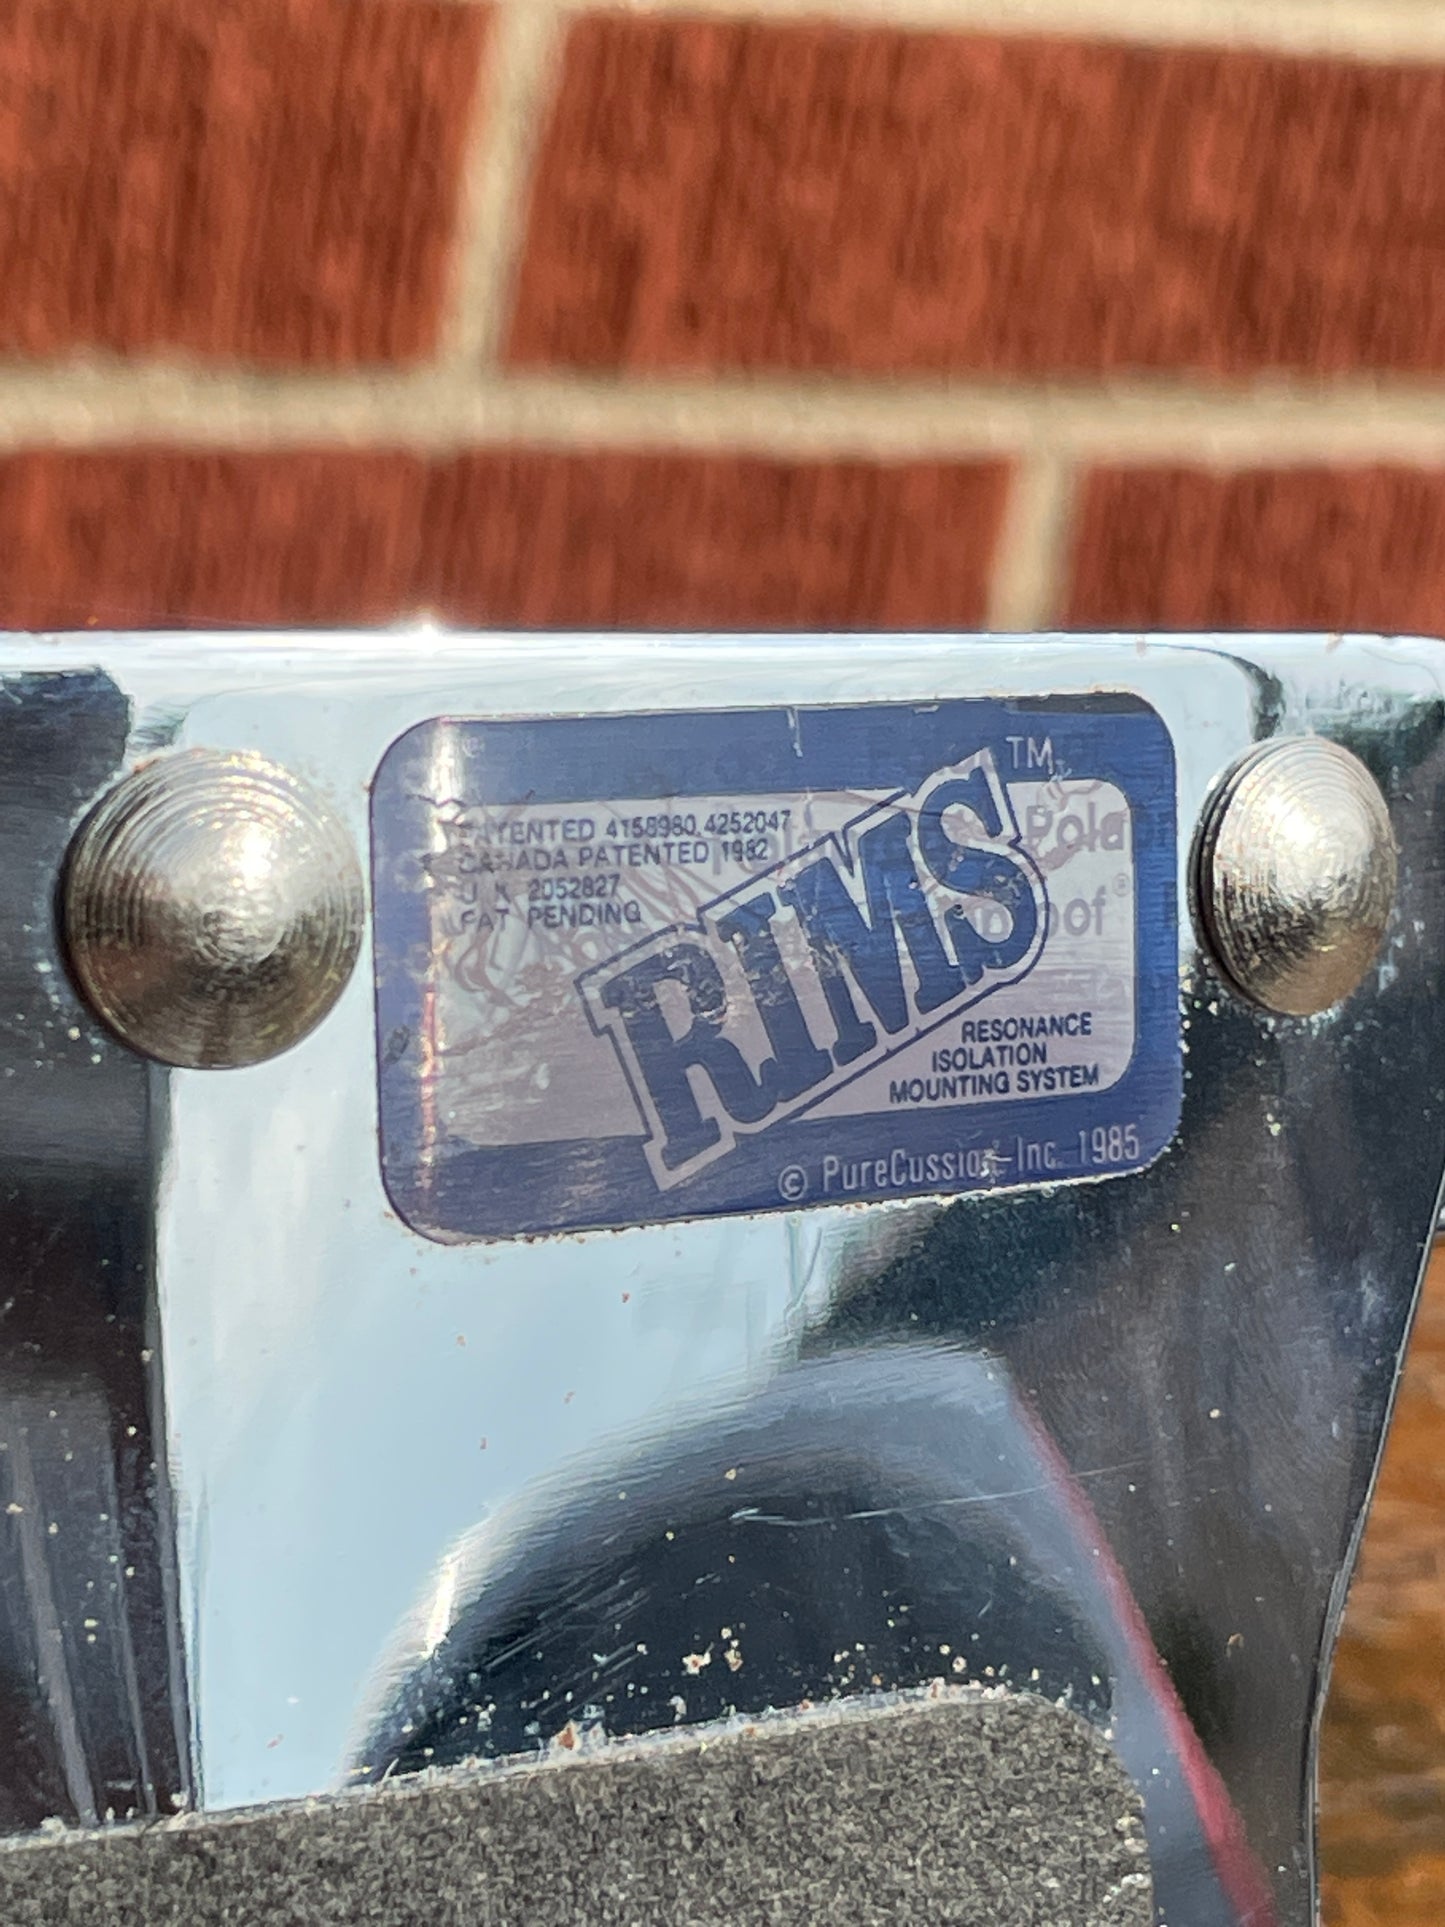 TM
PATENTED 4158980,4252047
CANADA PATENTED 1982
U K 2052827
PAT PENDING
RIMS
RESONANCE
ISOLATION
MOUNTING SYSTEM
© PureCussion Inc. 1985